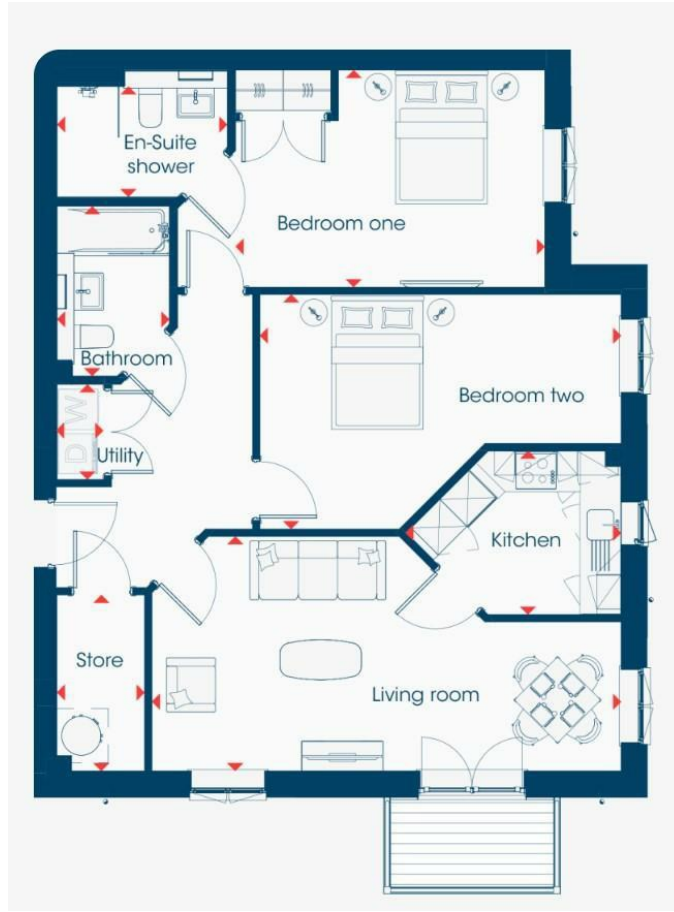 En-Suite
shower
Bedroom one
Bathroom
Bedroom two
W
D
Utility
Kitchen
Store
Living room